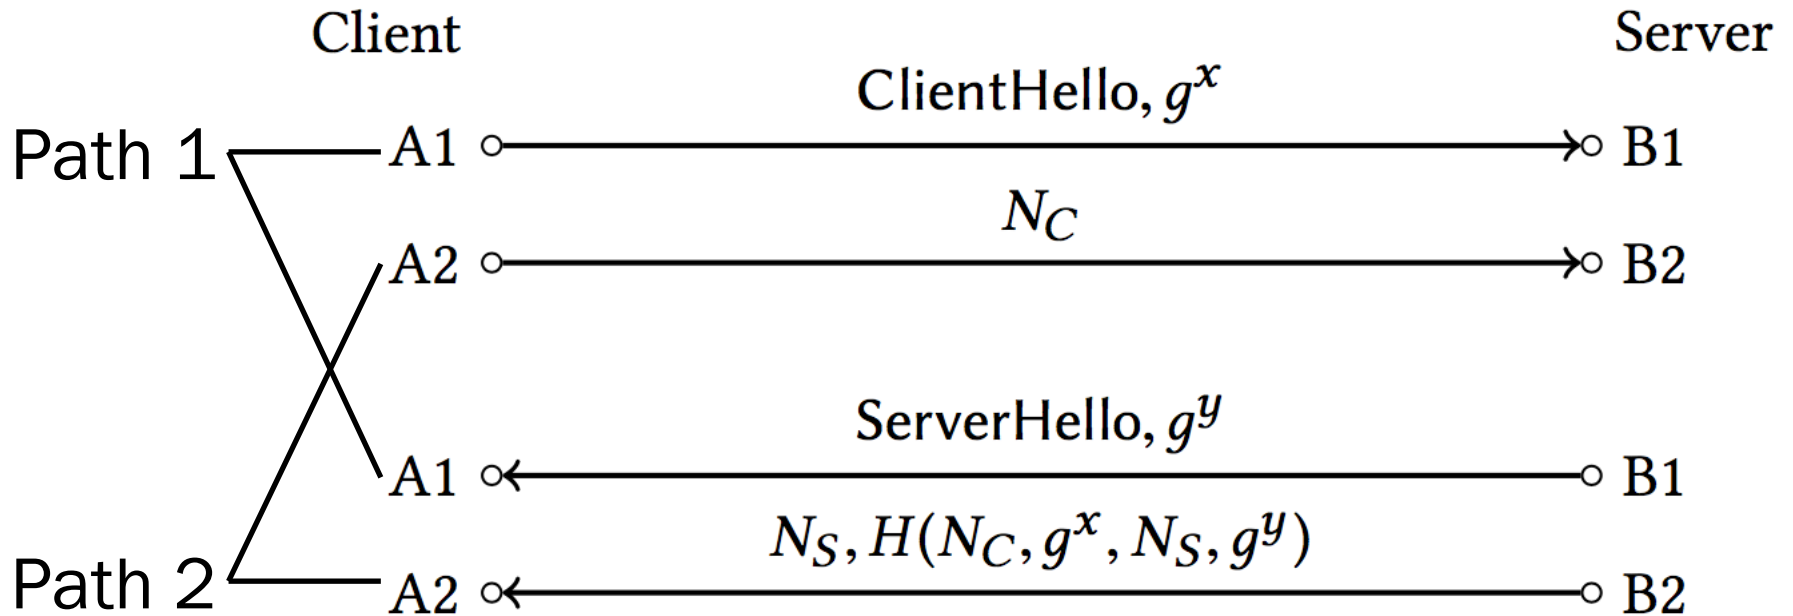 Client Server
ClientHello, g^x
Path 1 A1 B1
N_C
A2 B2
ServerHello, g^y
A1 B1
N_S, H(N_C, g^x, N_S, g^y)
Path 2 A2 B2